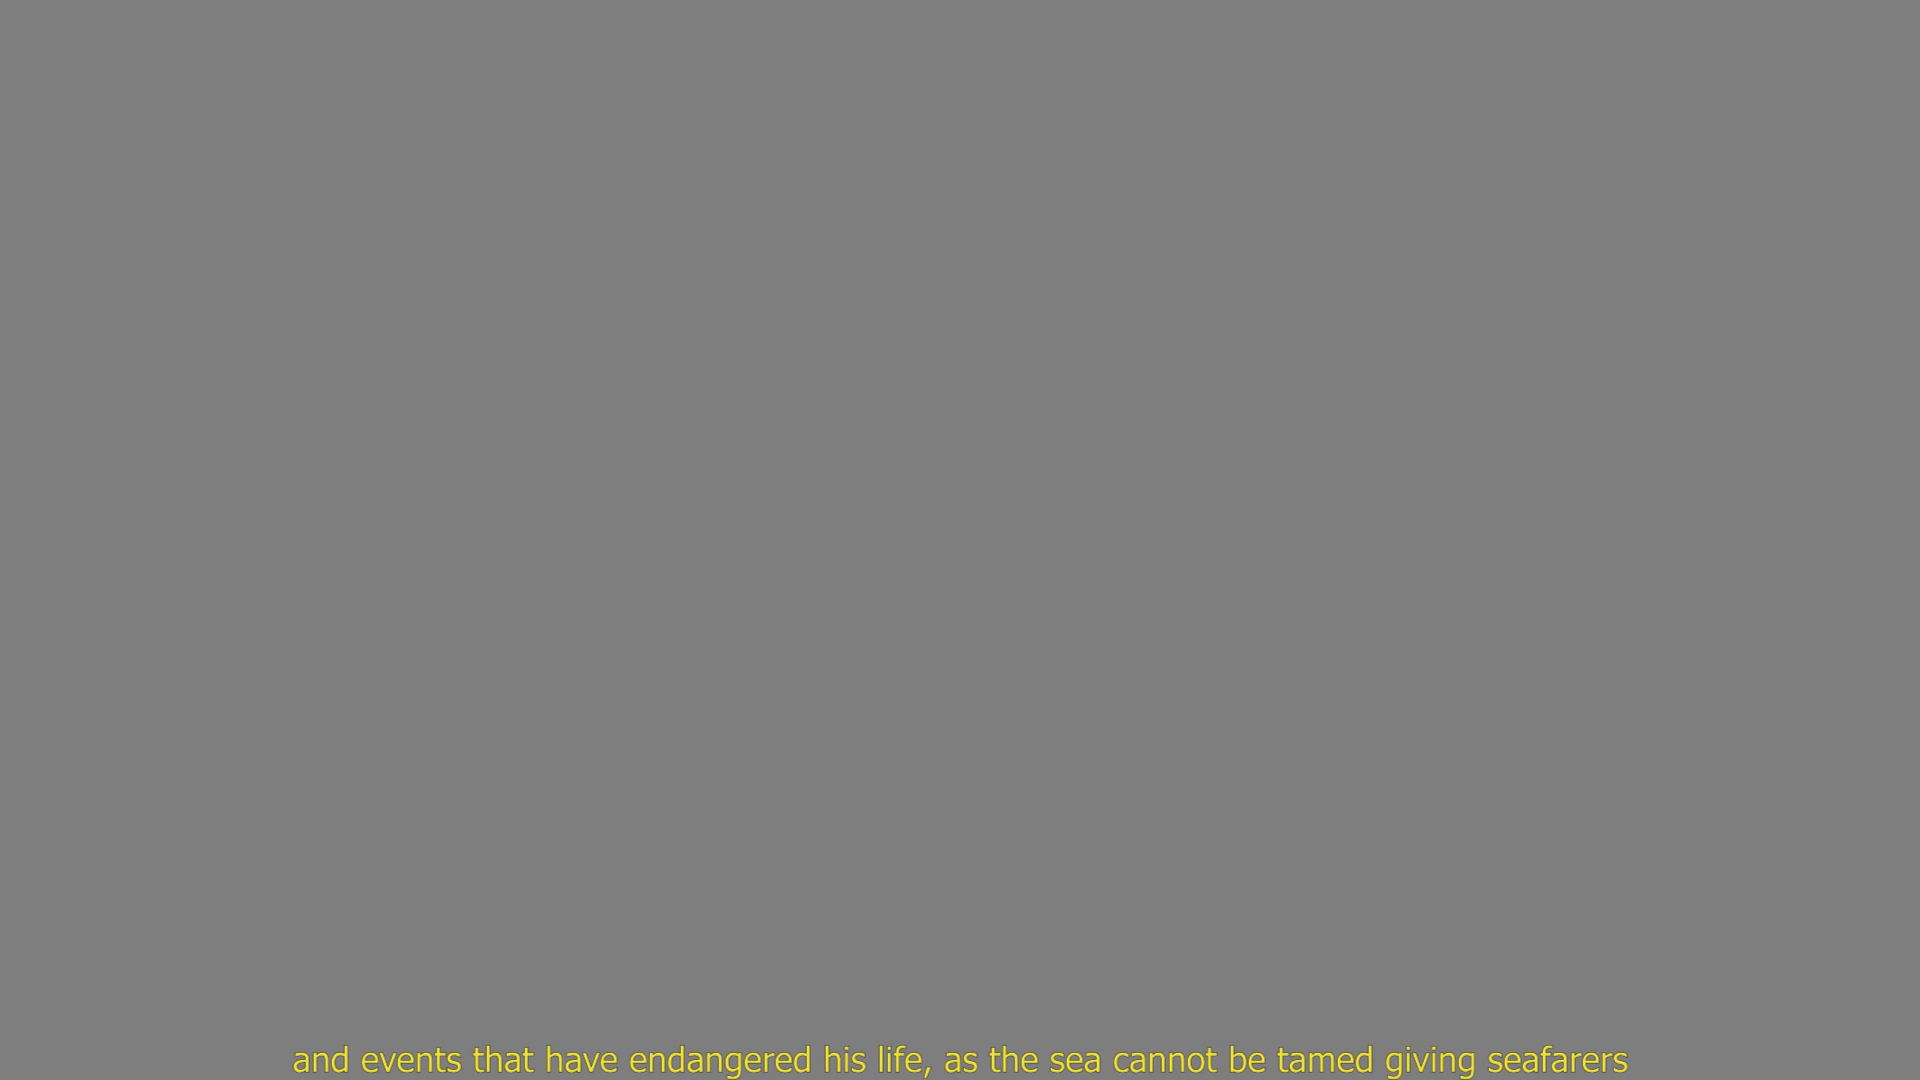 and events that have endangered his life, as the sea cannot be tamed giving seafarers